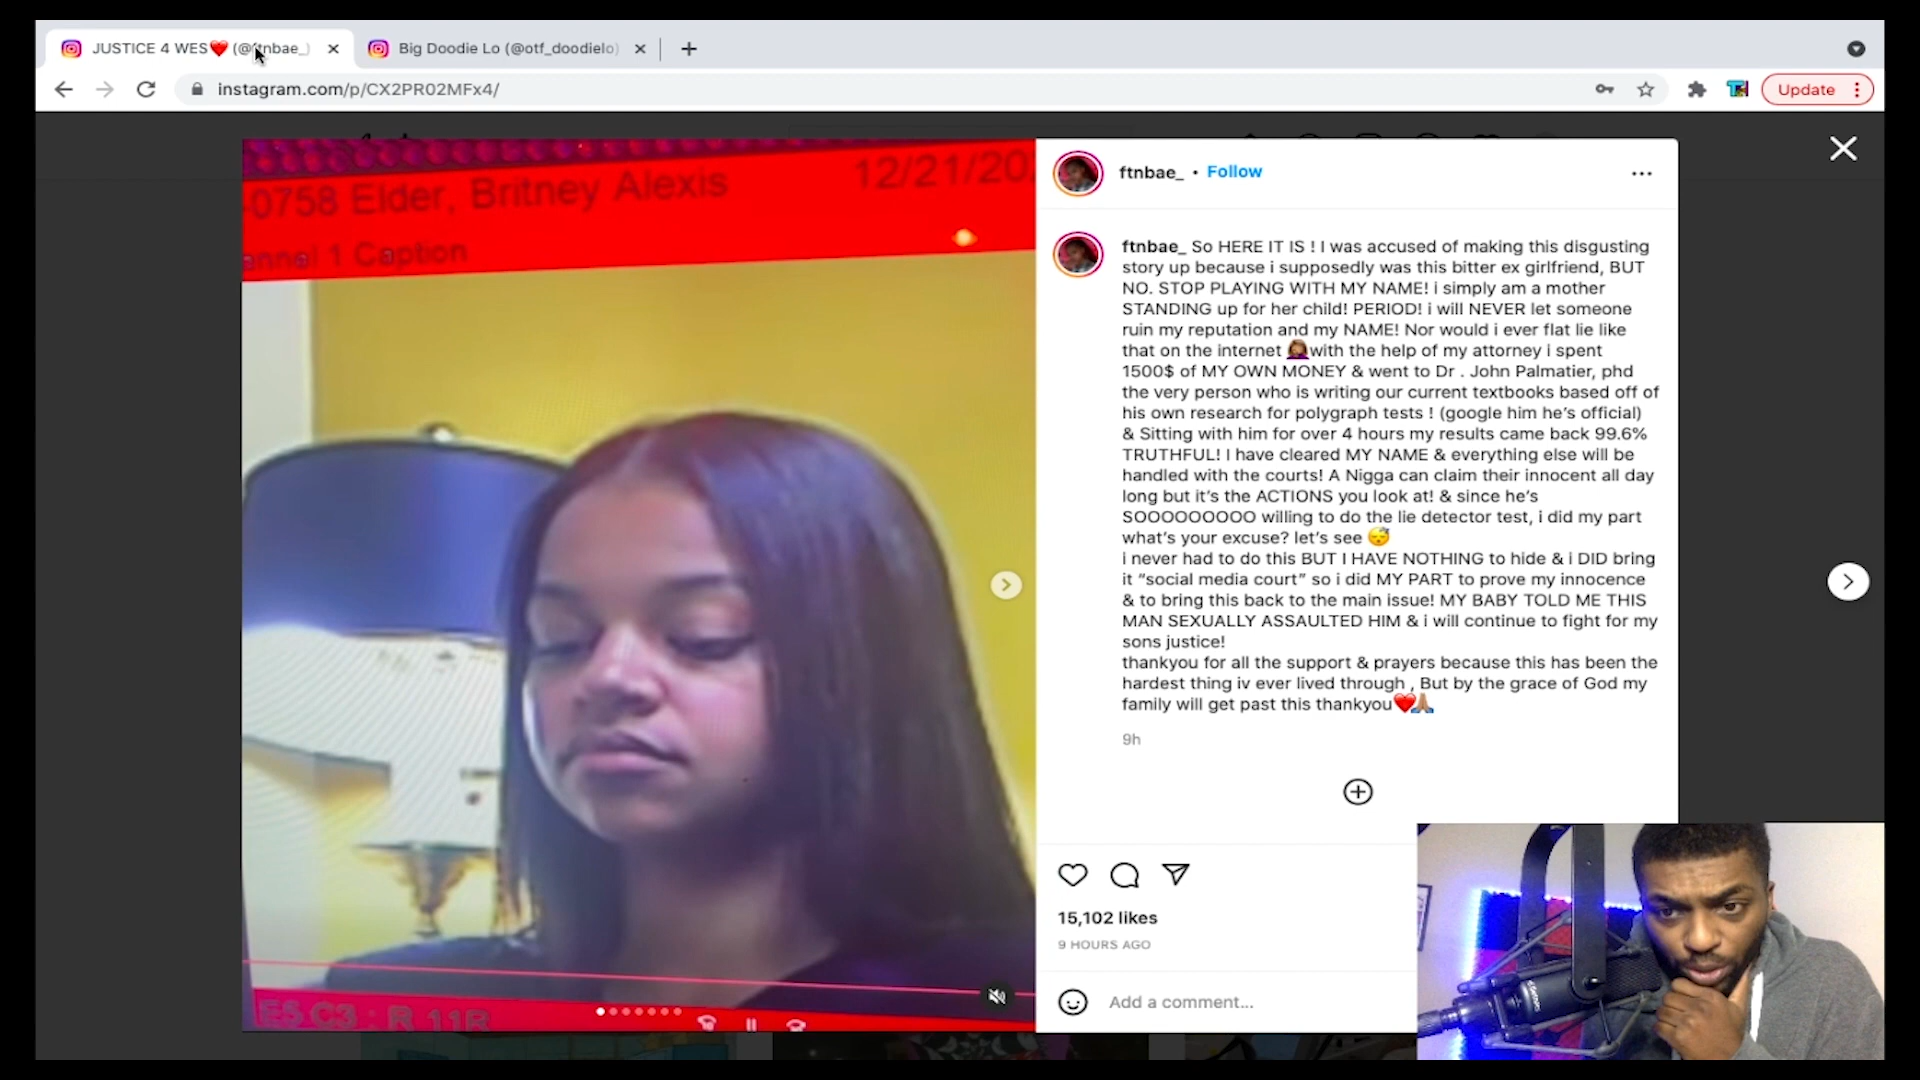 JUSTICE 4 WES❤️ (@ftnbae_)
Big Doodie Lo (@otf_doodielo)
instagram.com/p/CX2PR02MFx4/
Update
0758 Elder, Britney Alexis
12/21/20
annel 1 Caption
E5 C3 : R 11R
ftnbae_ • Follow
ftnbae_ So HERE IT IS ! I was accused of making this disgusting
story up because i supposedly was this bitter ex girlfriend, BUT
NO. STOP PLAYING WITH MY NAME! i simply am a mother
STANDING up for her child! PERIOD! i will NEVER let someone
ruin my reputation and my NAME! Nor would i ever flat lie like
that on the internet 🤦🏽‍♀️with the help of my attorney i spent
1500$ of MY OWN MONEY & went to Dr . John Palmatier, phd
the very person who is writing our current textbooks based off of
his own research for polygraph tests ! (google him he's official)
& Sitting with him for over 4 hours my results came back 99.6%
TRUTHFUL! I have cleared MY NAME & everything else will be
handled with the courts! A Nigga can claim their innocent all day
long but it's the ACTIONS you look at! & since he's
SOOOOOOOOO willing to do the lie detector test, i did my part
what's your excuse? let's see 😴
i never had to do this BUT I HAVE NOTHING to hide & i DID bring
it “social media court” so i did MY PART to prove my innocence
& to bring this back to the main issue! MY BABY TOLD ME THIS
MAN SEXUALLY ASSAULTED HIM & i will continue to fight for my
sons justice!
thankyou for all the support & prayers because this has been the
hardest thing iv ever lived through , But by the grace of God my
family will get past this thankyou❤️🙏🏽
9h
15,102 likes
9 HOURS AGO
Add a comment...